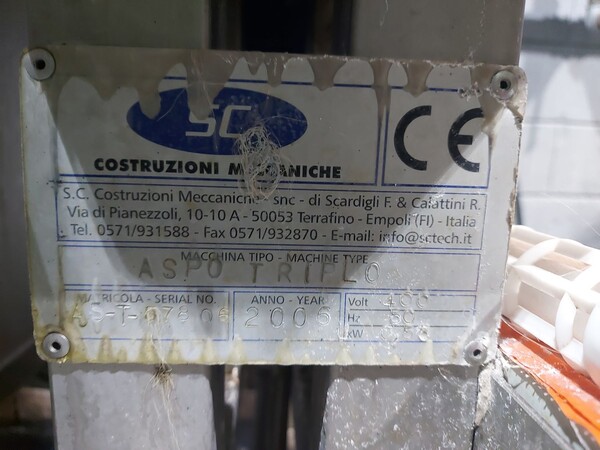 SC
CE
COSTRUZIONI MECCANICHE
S.C. Costruzioni Meccaniche snc - di Scardigli F. & Calattini R.
Via di Pianezzoli, 10-10 A - 50053 Terrafino - Empoli (FI) - Italia
Tel. 0571/931588 - Fax 0571/932870 - E-mail: info@sctech.it
MACCHINA TIPO - MACHINE TYPE
ASPO TRIPLO
MATRICOLA - SERIAL NO. ANNO - YEAR Volt
2006 Hz
kW